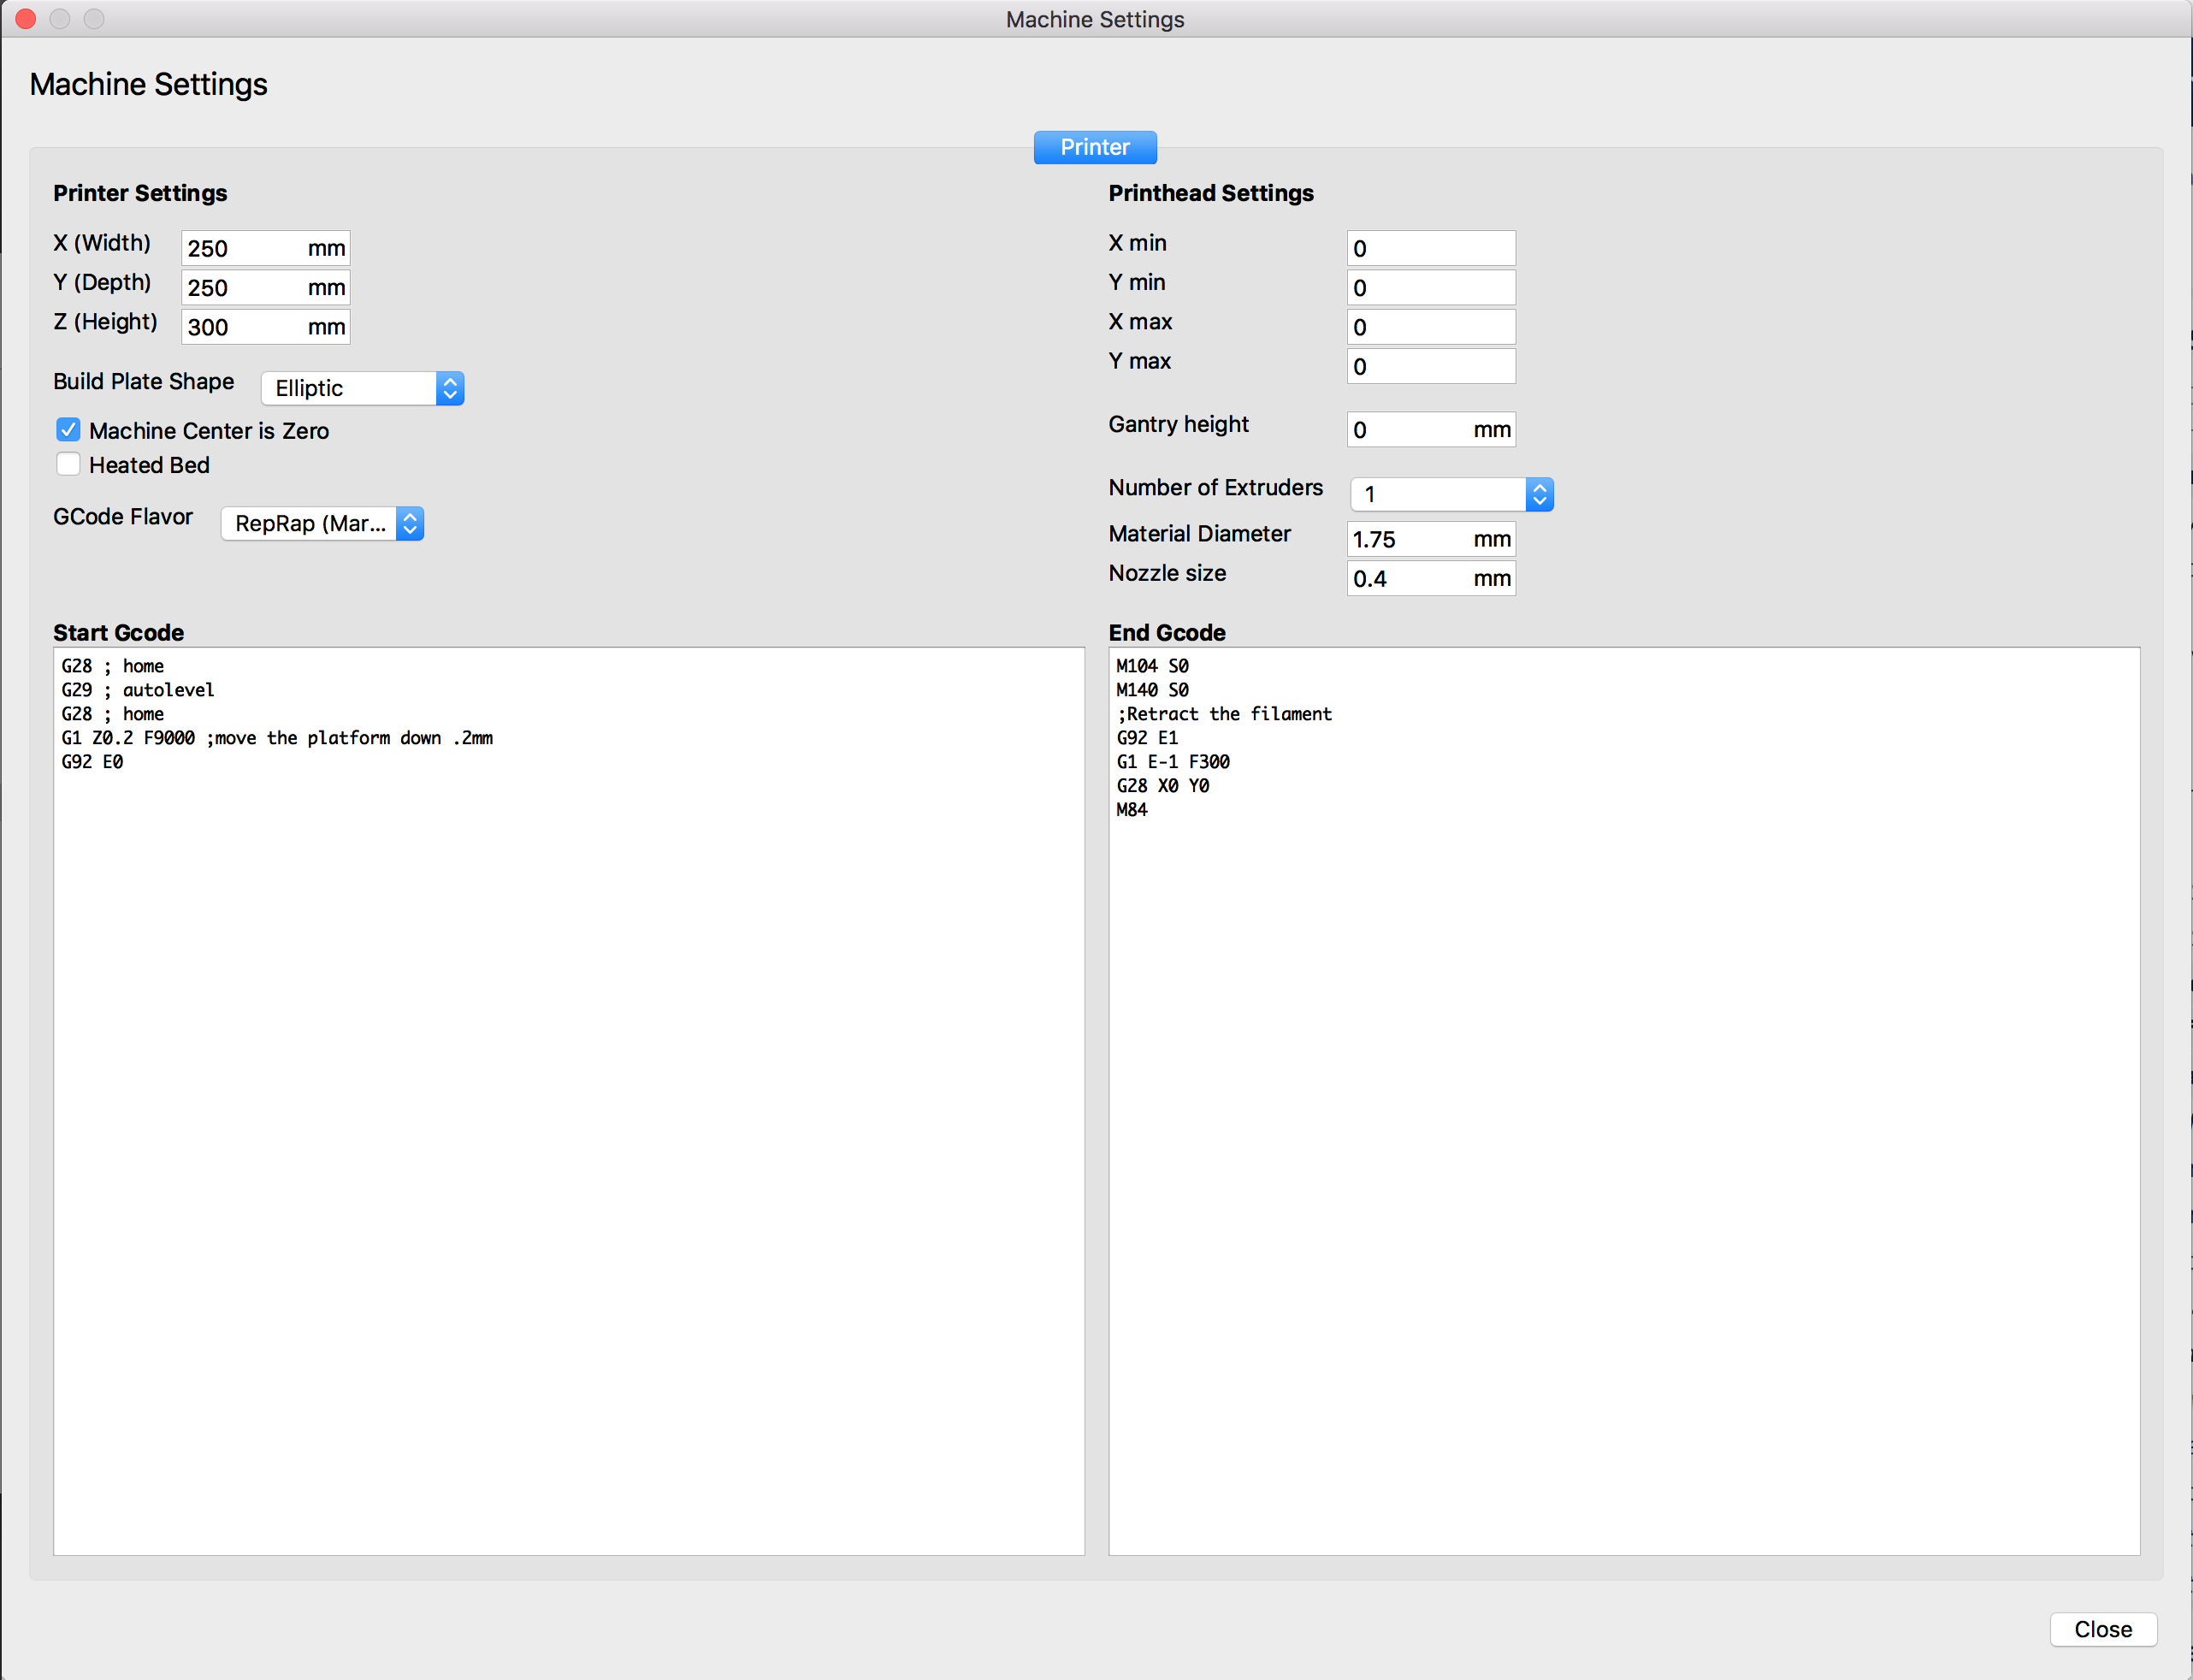 Machine Settings
Machine Settings
Printer
Printer Settings
X (Width) 250 mm
Y (Depth) 250 mm
Z (Height) 300 mm
Build Plate Shape Elliptic
Machine Center is Zero
Heated Bed
GCode Flavor RepRap (Mar...
Printhead Settings
X min 0
Y min 0
X max 0
Y max 0
Gantry height 0 mm
Number of Extruders 1
Material Diameter 1.75 mm
Nozzle size 0.4 mm
Start Gcode
G28 ; home
G29 ; autolevel
G28 ; home
G1 Z0.2 F9000 ;move the platform down .2mm
G92 E0
End Gcode
M104 S0
M140 S0
;Retract the filament
G92 E1
G1 E-1 F300
G28 X0 Y0
M84
Close